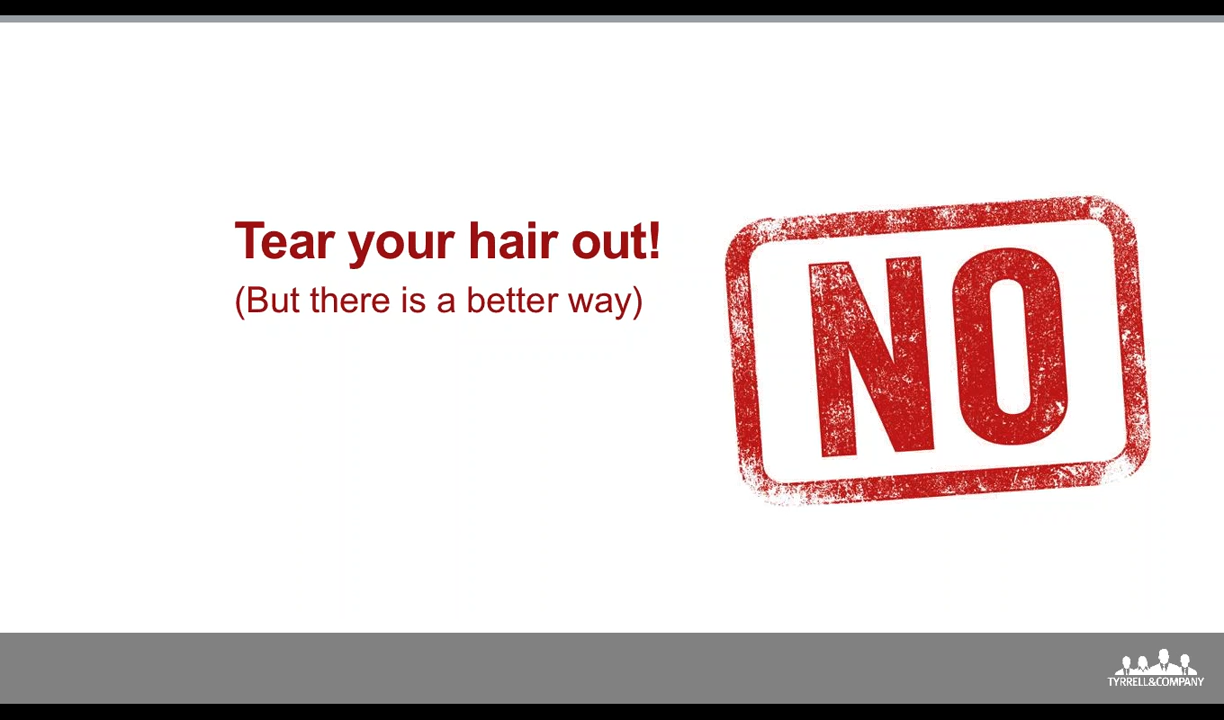 Tear your hair out!
(But there is a better way)
NO
TYRRELL&COMPANY